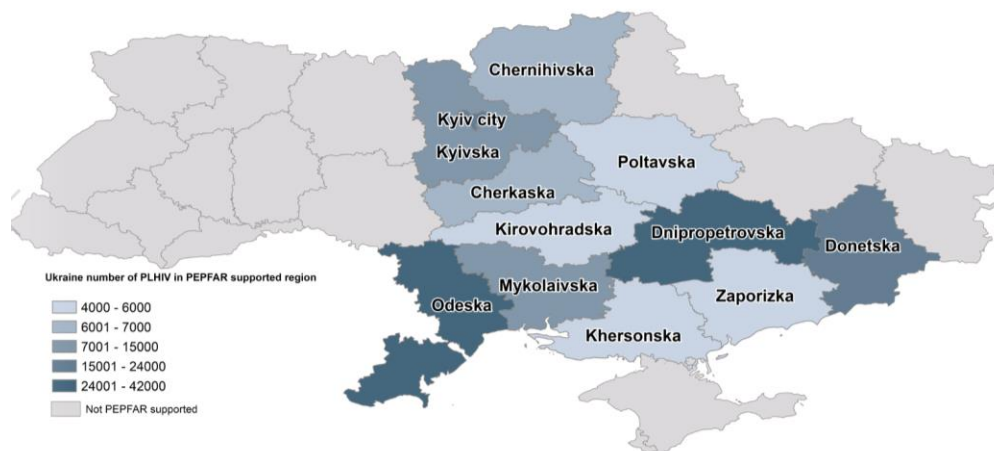 Chernihivska
Kyiv city
Kyivska
Poltavska
Cherkaska
Kirovohradska
Dnipropetrovska
Donetska
Mykolaivska
Odeska
Zaporizka
Khersonska
Ukraine number of PLHIV in PEPFAR supported region
4000 - 6000
6001 - 7000
7001 - 15000
15001 - 24000
24001 - 42000
Not PEPFAR supported